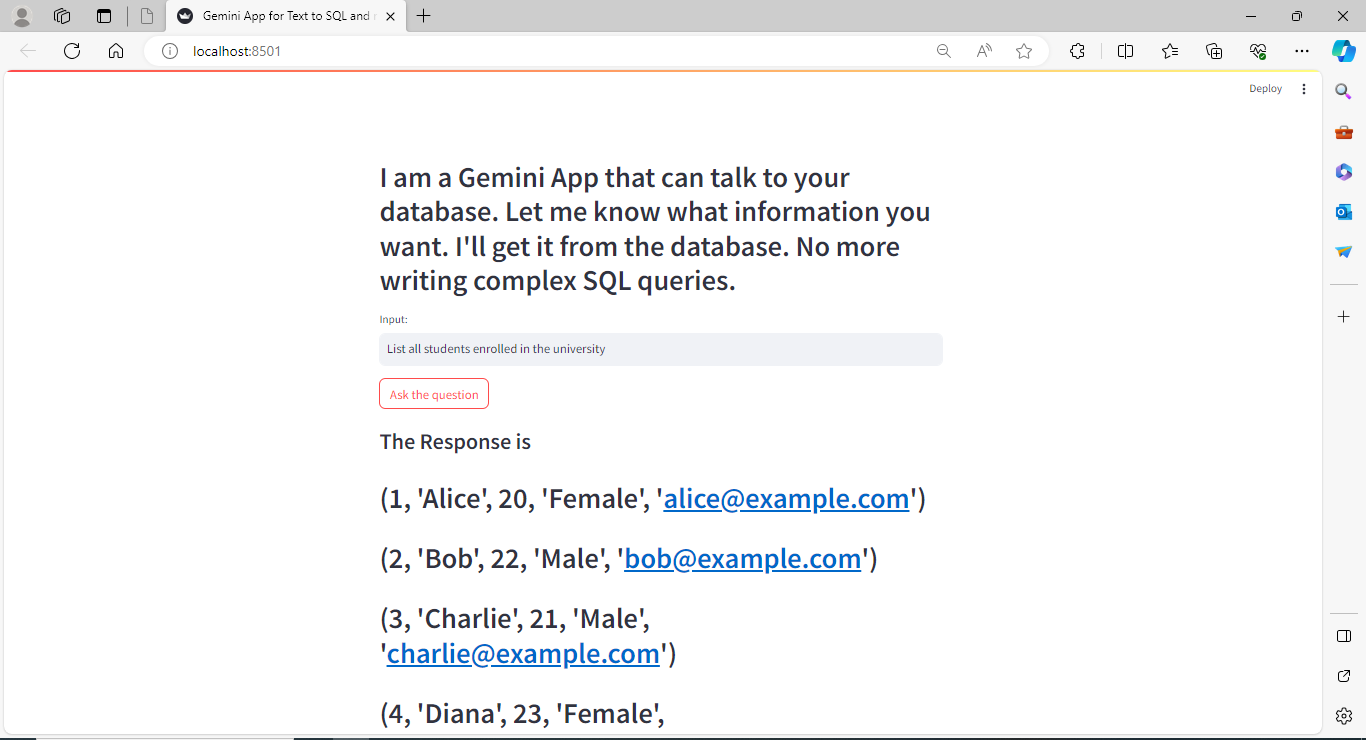 Gemini App for Text to SQL and
localhost:8501
Deploy
I am a Gemini App that can talk to your
database. Let me know what information you
want. I'll get it from the database. No more
writing complex SQL queries.
Input:
List all students enrolled in the university
Ask the question
The Response is
(1, 'Alice', 20, 'Female', 'alice@example.com')
(2, 'Bob', 22, 'Male', 'bob@example.com')
(3, 'Charlie', 21, 'Male',
'charlie@example.com')
(4, 'Diana', 23, 'Female',